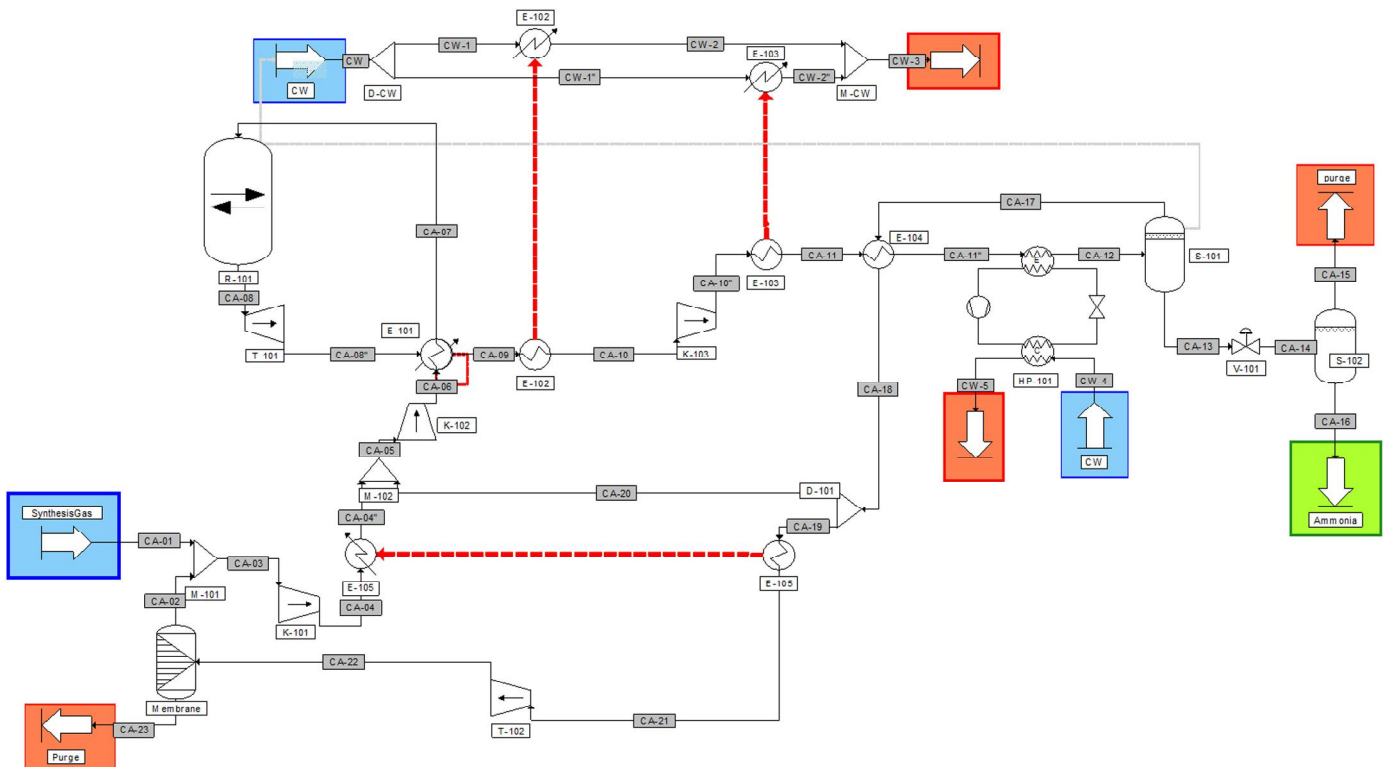 E-102
CW-1
CW-2
E-103
CW
CW-3
CW-1"
CW-2"
CW
D-CW
M-CW
purge
CA-17
CA-07
E-104
CA-11
CA-11"
CA-12
S-101
R-101
CA-15
CA-08
CA-10"
E-103
E
E-101
T-101
CA-08"
CA-09
CA-10
K-103
CA-13
CA-14
C
V-101
S-102
CA-06
E-102
HP-101
CW-5
CW-4
CA-18
K-102
CA-16
CA-05
CW
M-102
CA-20
D-101
SynthesisGas
CA-04"
CA-19
Ammonia
CA-01
CA-03
E-105
E-105
CA-02
M-101
CA-04
K-101
CA-22
Membrane
CA-23
T-102
CA-21
Purge